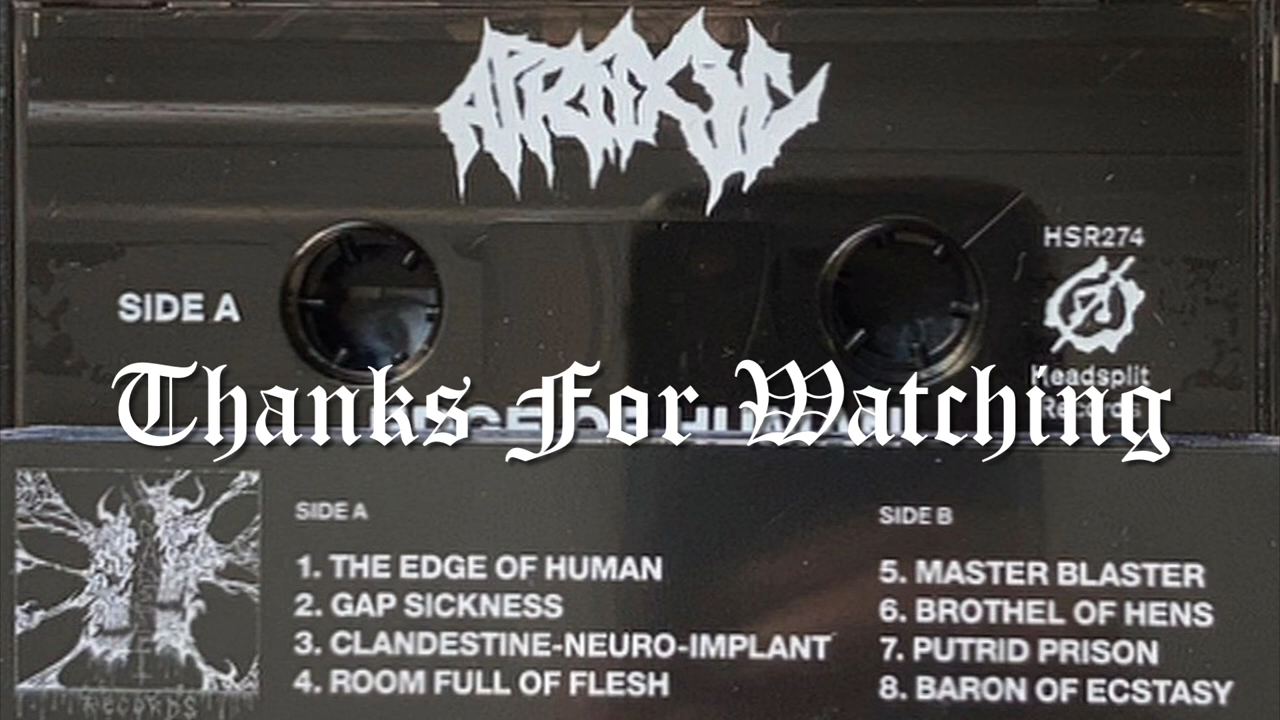 SIDE A
HSR274
Headsplit
Records
Thanks For Watching
SIDE A
1. THE EDGE OF HUMAN
2. GAP SICKNESS
3. CLANDESTINE-NEURO-IMPLANT
4. ROOM FULL OF FLESH
SIDE B
5. MASTER BLASTER
6. BROTHEL OF HENS
7. PUTRID PRISON
8. BARON OF ECSTASY
RECORDS